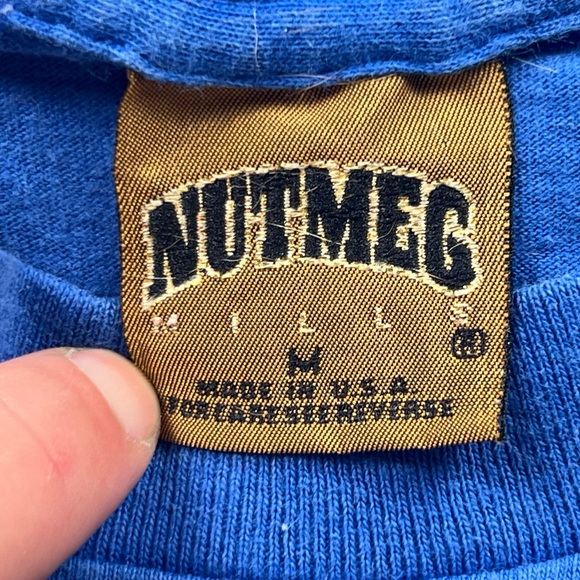 NUTMEG
MILLS ®
M
MADE IN U.S.A
FOR CARE SEE REVERSE